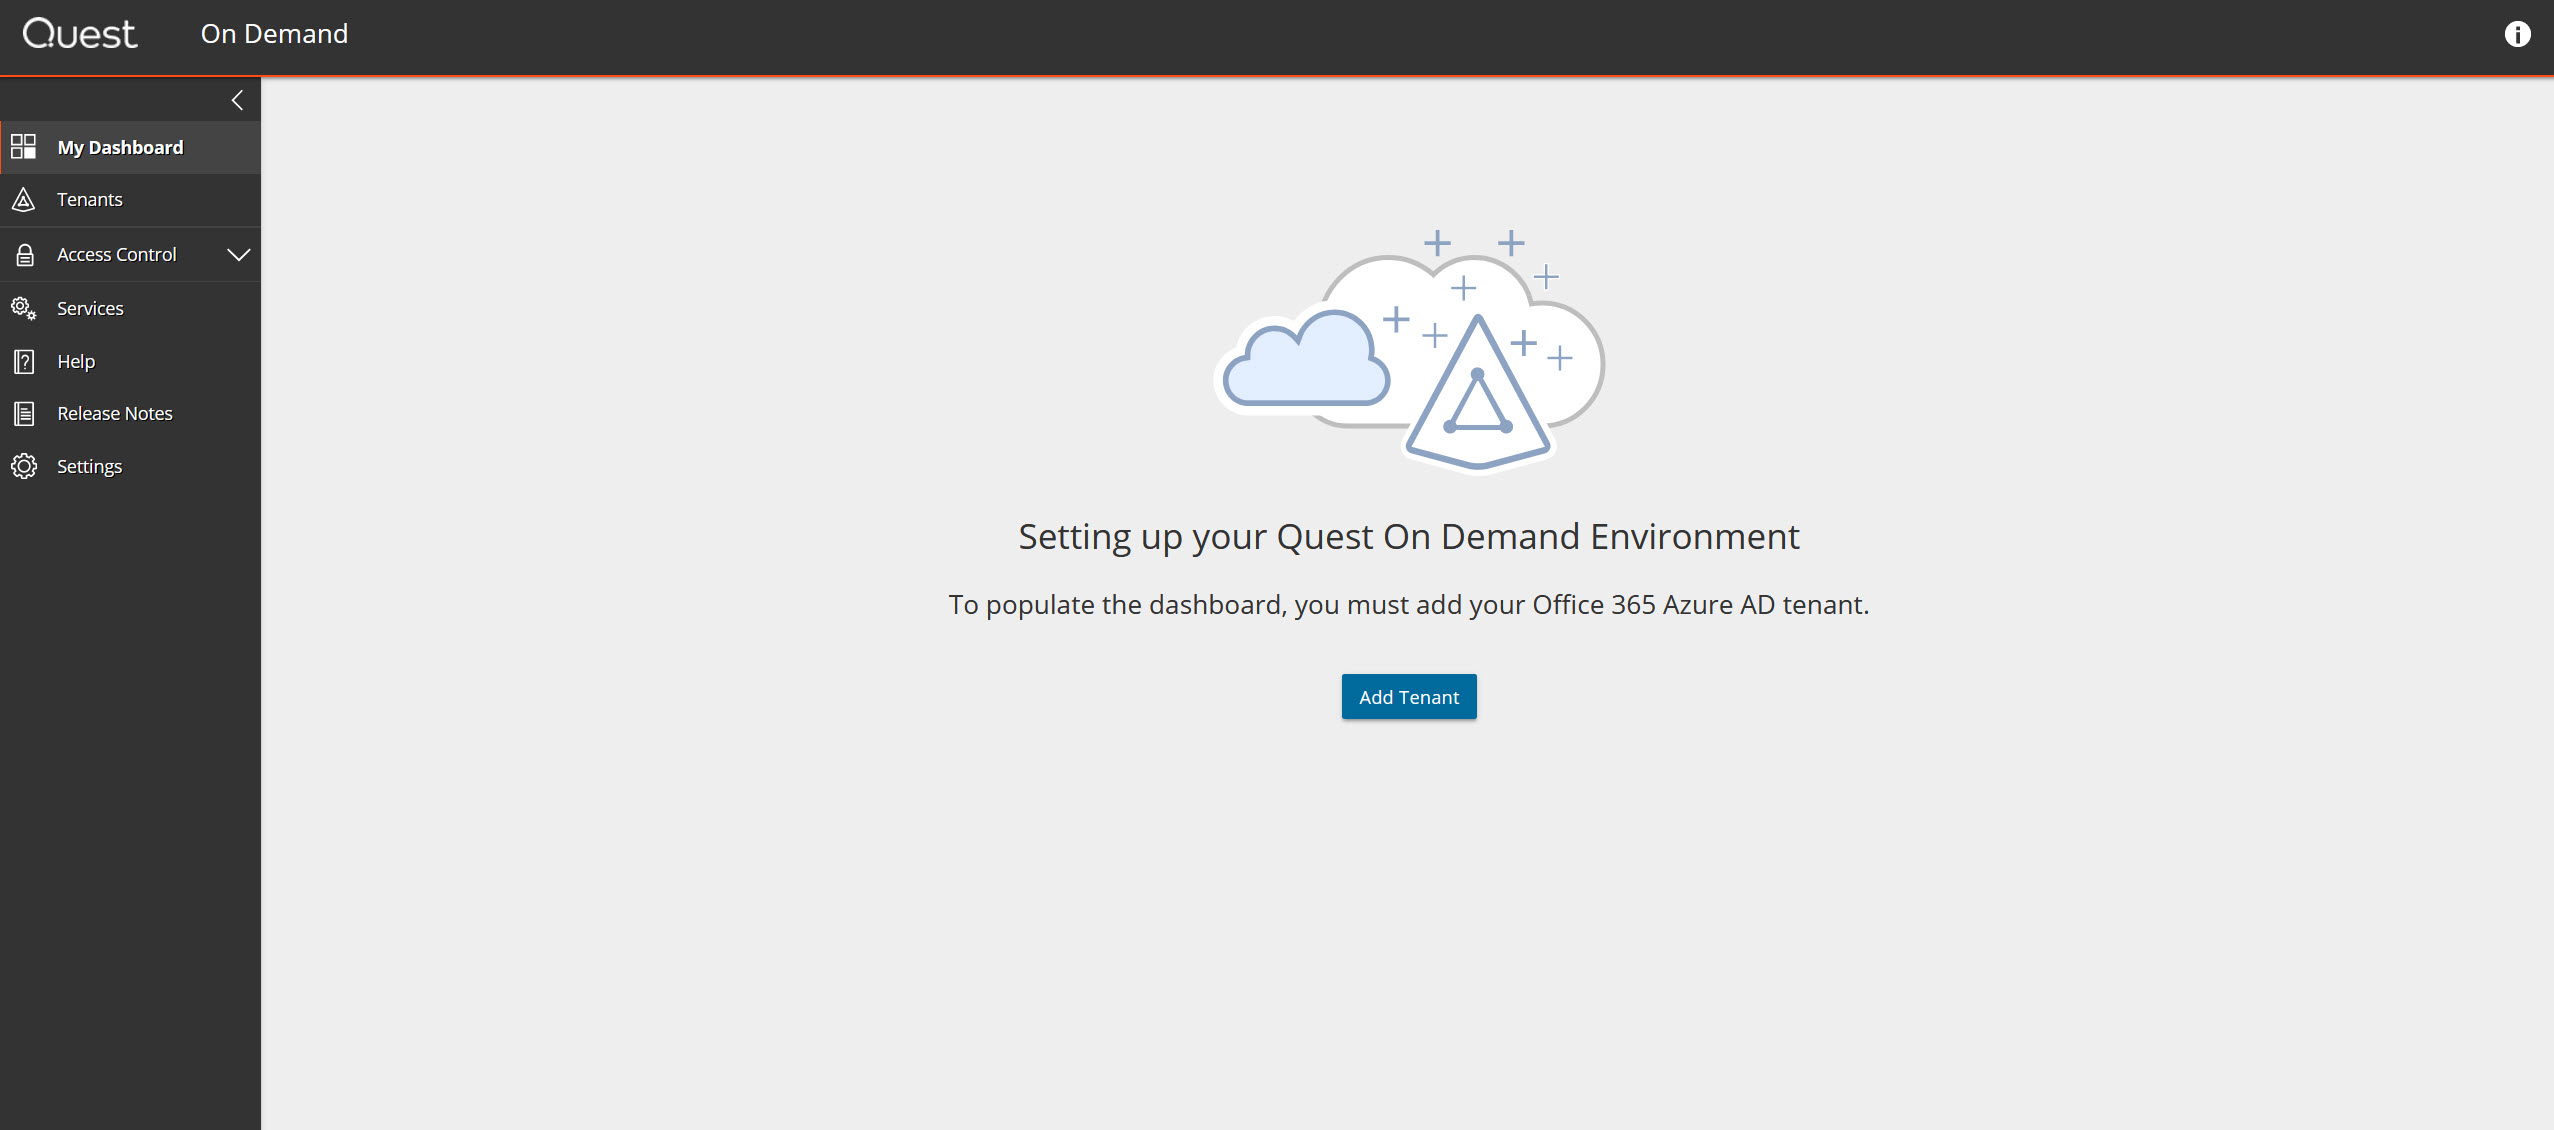 Quest
On Demand
My Dashboard
Tenants
Access Control
Services
Help
Release Notes
Settings
Setting up your Quest On Demand Environment
To populate the dashboard, you must add your Office 365 Azure AD tenant.
Add Tenant